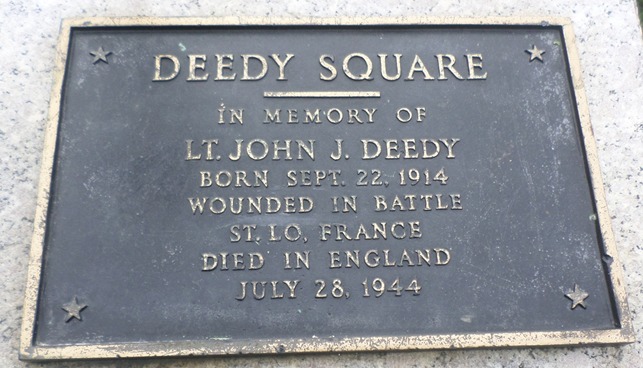 DEEDY SQUARE
IN MEMORY OF
LT. JOHN J. DEEDY
BORN SEPT. 22, 1914
WOUNDED IN BATTLE
ST. LO, FRANCE
DIED IN ENGLAND
JULY 28, 1944